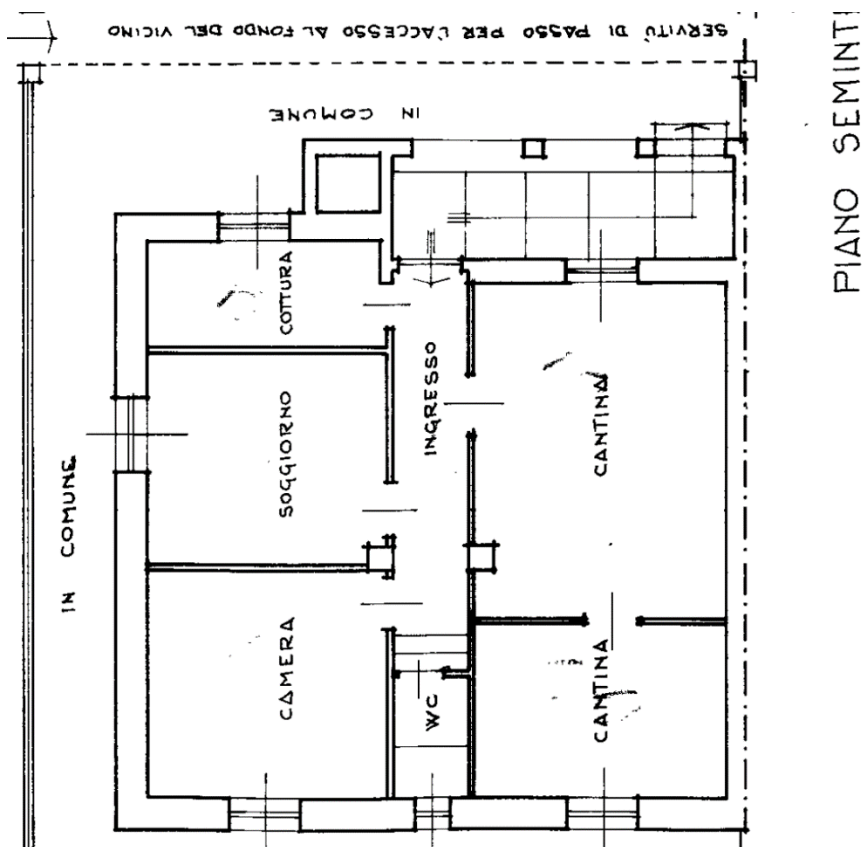 SERVITÙ DI PASSO PER L'ACCESSO AL FONDO DEL VICINO
IN COMUNE
PIANO SEMINT
COTTURA
INGRESSO
SOGGIORNO
CANTINA
IN COMUNE
CAMERA
WC
CANTINA